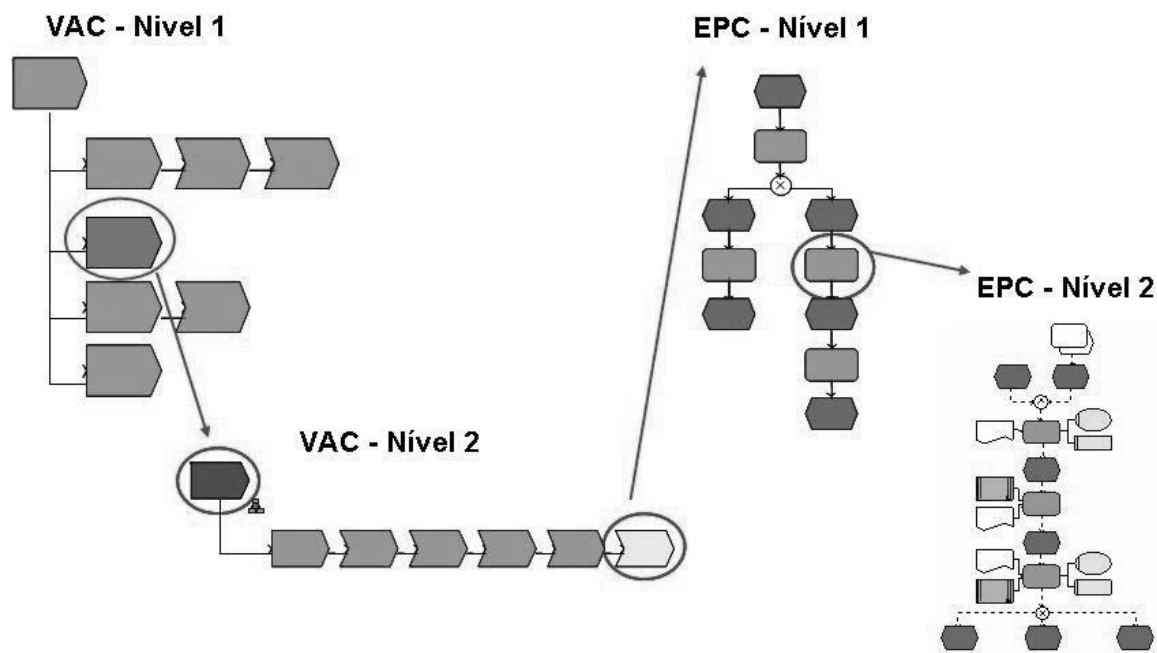 VAC - Nivel 1
EPC - Nível 1
EPC - Nível 2
VAC - Nível 2